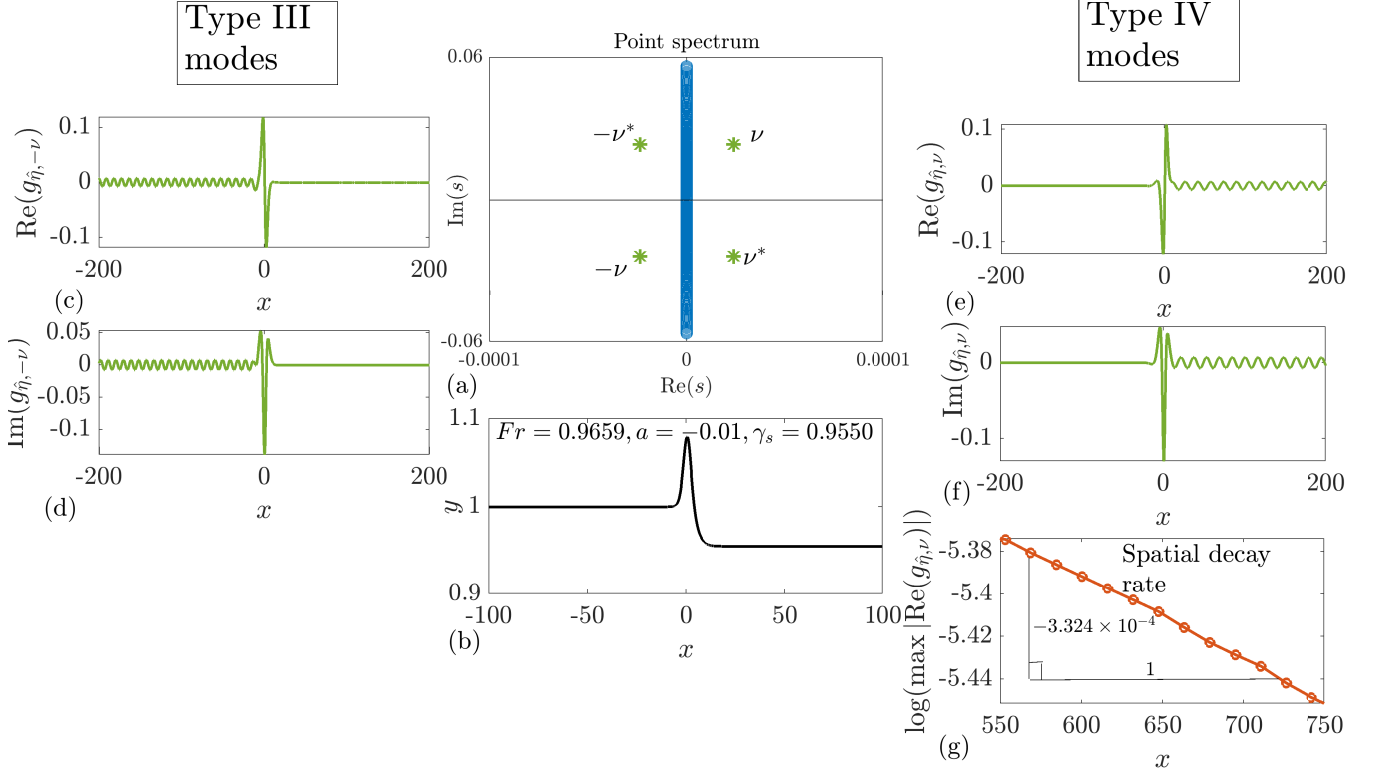 Type III
modes
Re(g_{η̂,−ν})
0.1
0
-0.1
-200
0
200
x
(c)
Im(g_{η̂,−ν})
0.05
0
-0.05
-0.1
-200
0
200
x
(d)
Point spectrum
0.06
Im(s)
-0.06
−ν*
ν
−ν
ν*
-0.0001
0
0.0001
Re(s)
(a)
1.1
Fr = 0.9659, a = −0.01, γ_s = 0.9550
y
1
0.9
-100
-50
0
50
100
x
(b)
Type IV
modes
Re(g_{η̂,ν})
0.1
0
-0.1
-200
0
200
x
(e)
Im(g_{η̂,ν})
0
-0.1
-200
0
200
x
(f)
log(max |Re(g_{η̂,ν})|)
-5.38
-5.4
-5.42
-5.44
Spatial decay
rate
−3.324 × 10^{−4}
1
550
600
650
700
750
x
(g)